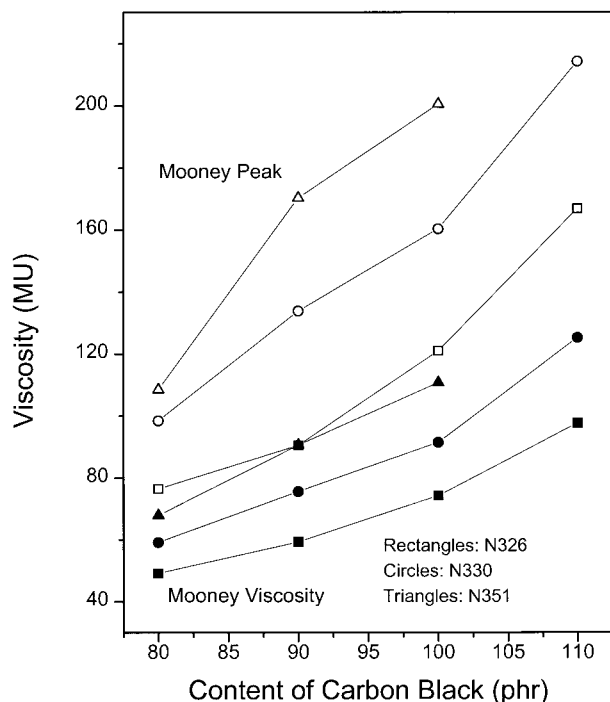 200
Mooney Peak
160
120
80
Rectangles: N326
Circles: N330
Mooney Viscosity
Triangles: N351
40
80 85 90 95 100 105 110
Content of Carbon Black (phr)
Viscosity (MU)